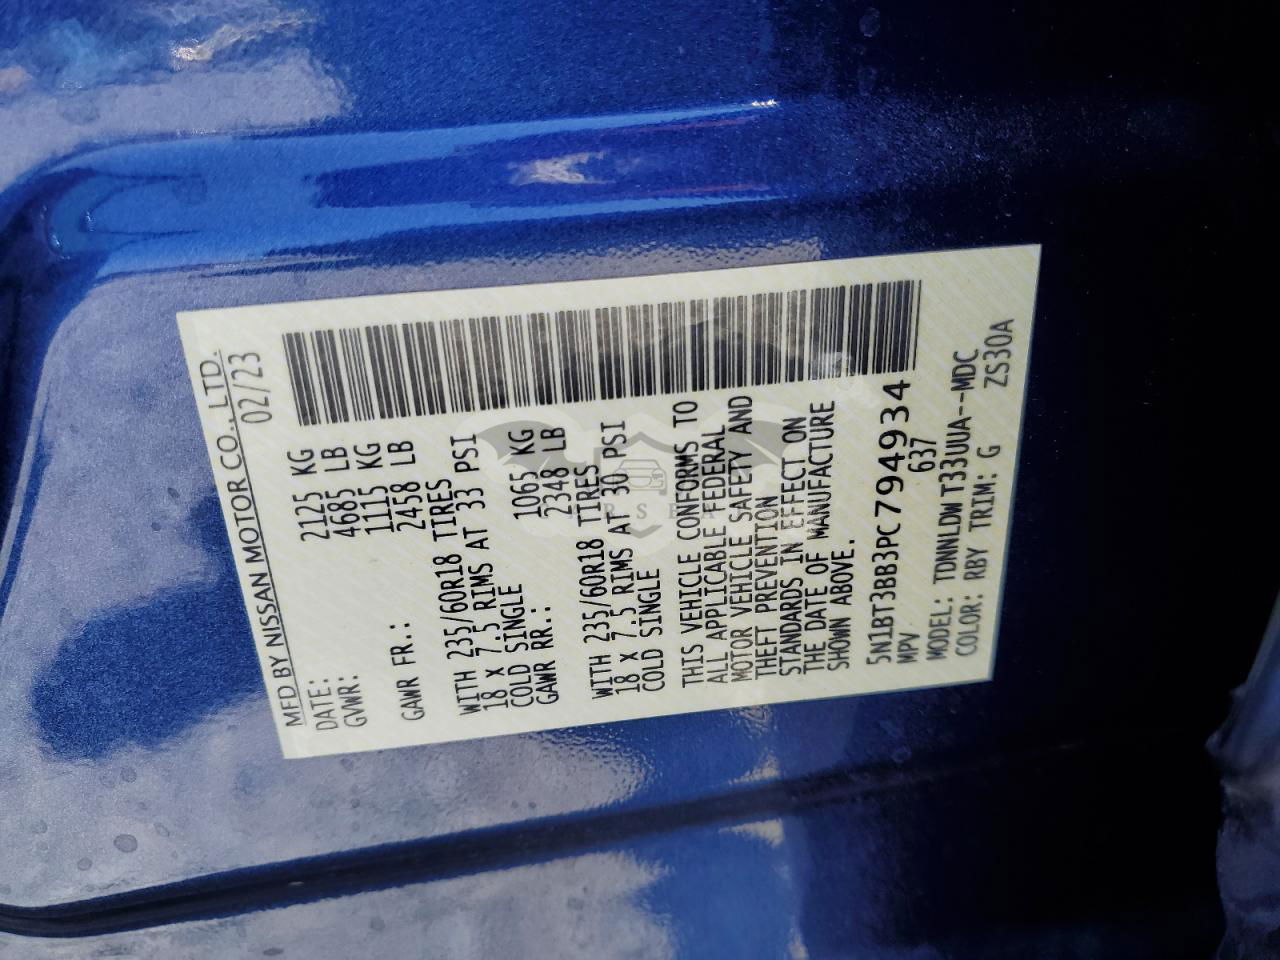 MFD BY NISSAN MOTOR CO., LTD.
DATE: 02/23
GVWR: 2125 KG
4685 LB
GAWR FR.: 1115 KG
2458 LB
WITH 235/60R18 TIRES
18 X 7.5 RIMS AT 33 PSI
COLD SINGLE
GAWR RR.: 1065 KG
2348 LB
WITH 235/60R18 TIRES
18 X 7.5 RIMS AT 30 PSI
COLD SINGLE
THIS VEHICLE CONFORMS TO
ALL APPLICABLE FEDERAL
MOTOR VEHICLE SAFETY AND
THEFT PREVENTION
STANDARDS IN EFFECT ON
THE DATE OF MANUFACTURE
SHOWN ABOVE.
5N1BT3BB3PC794934
MPV 637
MODEL: TDNNLDW T33UUA--MDC
COLOR: RBY TRIM: G ZS30A